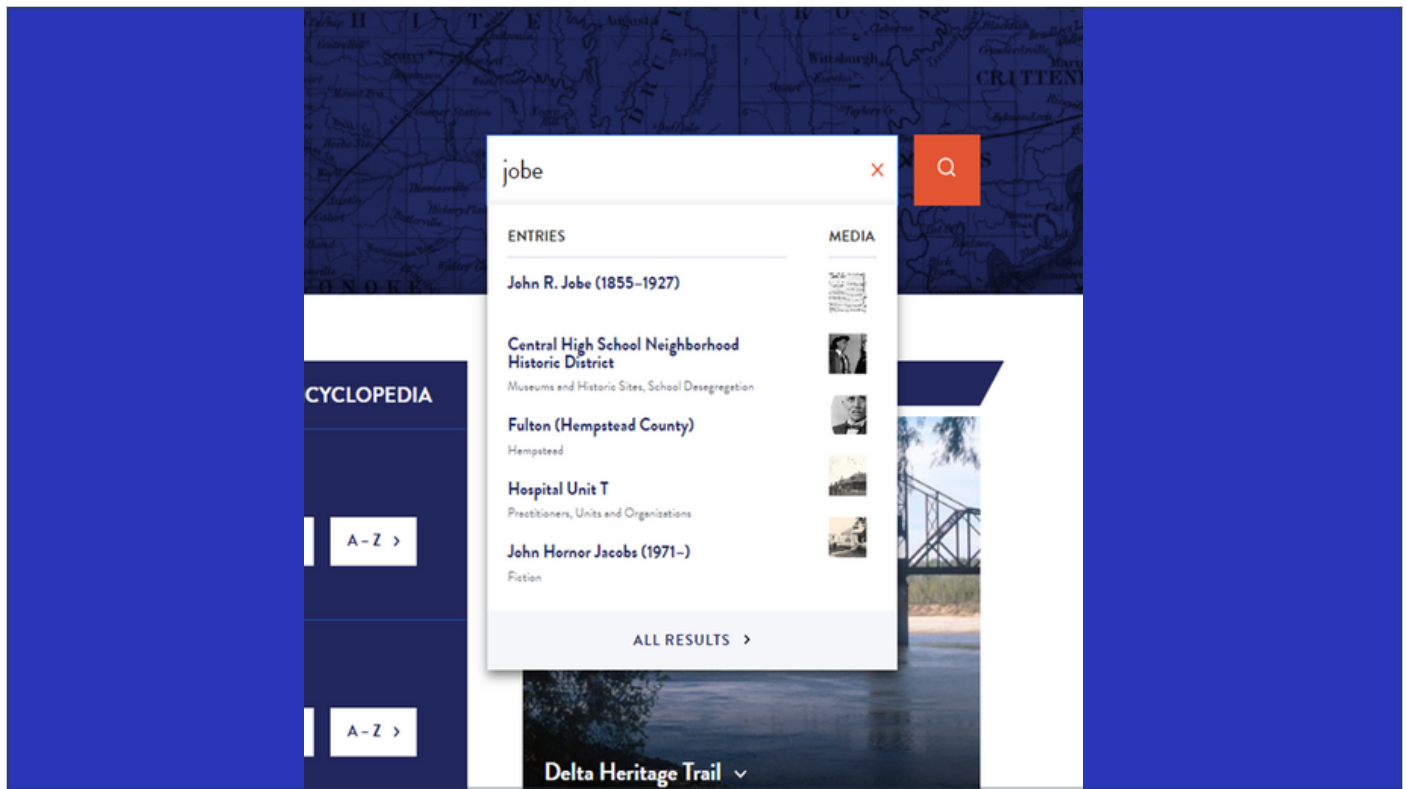 H I T E
Augusta
C R O S S
Wittsburgh
CRITTEN
jobe
ENTRIES
MEDIA
John R. Jobe (1855–1927)
Central High School Neighborhood
Historic District
Museums and Historic Sites, School Desegregation
Fulton (Hempstead County)
Hempstead
Hospital Unit T
Practitioners, Units and Organizations
John Hornor Jacobs (1971–)
Fiction
ALL RESULTS >
CYCLOPEDIA
A – Z >
A – Z >
Delta Heritage Trail
O N O K E